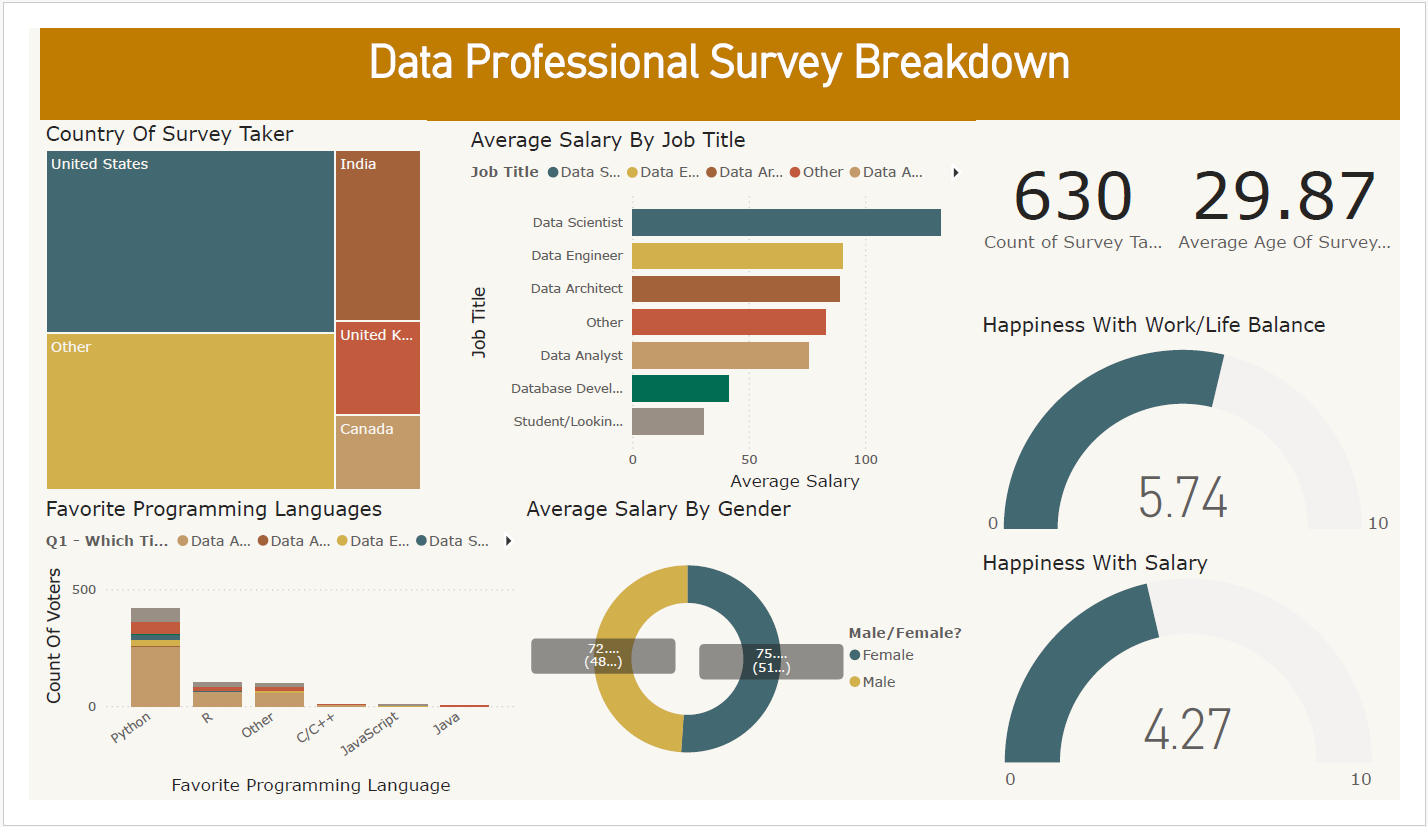 Data Professional Survey Breakdown
Country Of Survey Taker
United States
India
Other
United K...
Canada
Average Salary By Job Title
Job Title Data S... Data E... Data Ar... Other Data A...
Job Title
Data Scientist
Data Engineer
Data Architect
Other
Data Analyst
Database Devel...
Student/Lookin...
0 50 100
Average Salary
630
Count of Survey Ta...
29.87
Average Age Of Survey...
Happiness With Work/Life Balance
5.74
0 10
Favorite Programming Languages
Q1 - Which Ti... Data A... Data A... Data E... Data S...
Count Of Voters
500
0
Python R Other C/C++ JavaScript Java
Favorite Programming Language
Average Salary By Gender
72....
(48...)
75....
(51...)
Male/Female?
Female
Male
Happiness With Salary
4.27
0 10